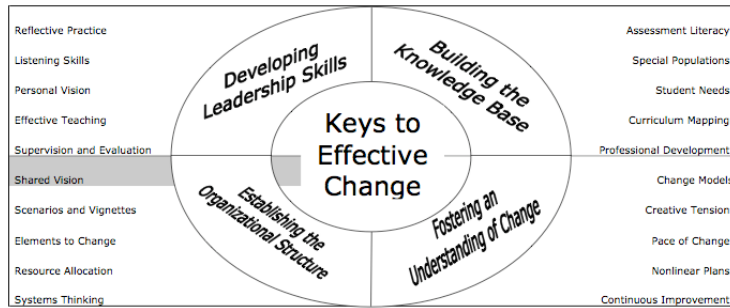 Reflective Practice
Listening Skills
Personal Vision
Effective Teaching
Supervision and Evaluation
Shared Vision
Scenarios and Vignettes
Elements to Change
Resource Allocation
Systems Thinking
Developing
Leadership Skills
Building the
Knowledge Base
Keys to
Effective
Change
Establishing the
Organizational Structure
Fostering an
Understanding of Change
Assessment Literacy
Special Populations
Student Needs
Curriculum Mapping
Professional Development
Change Models
Creative Tension
Pace of Change
Nonlinear Plans
Continuous Improvement